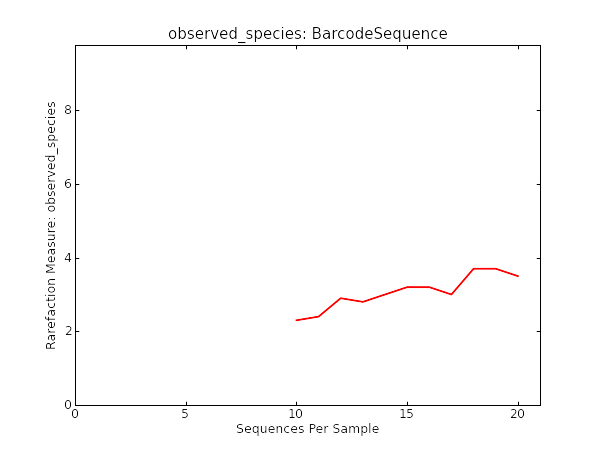 observed_species: BarcodeSequence
Rarefaction Measure: observed_species
8
6
4
2
0
0 5 10 15 20
Sequences Per Sample